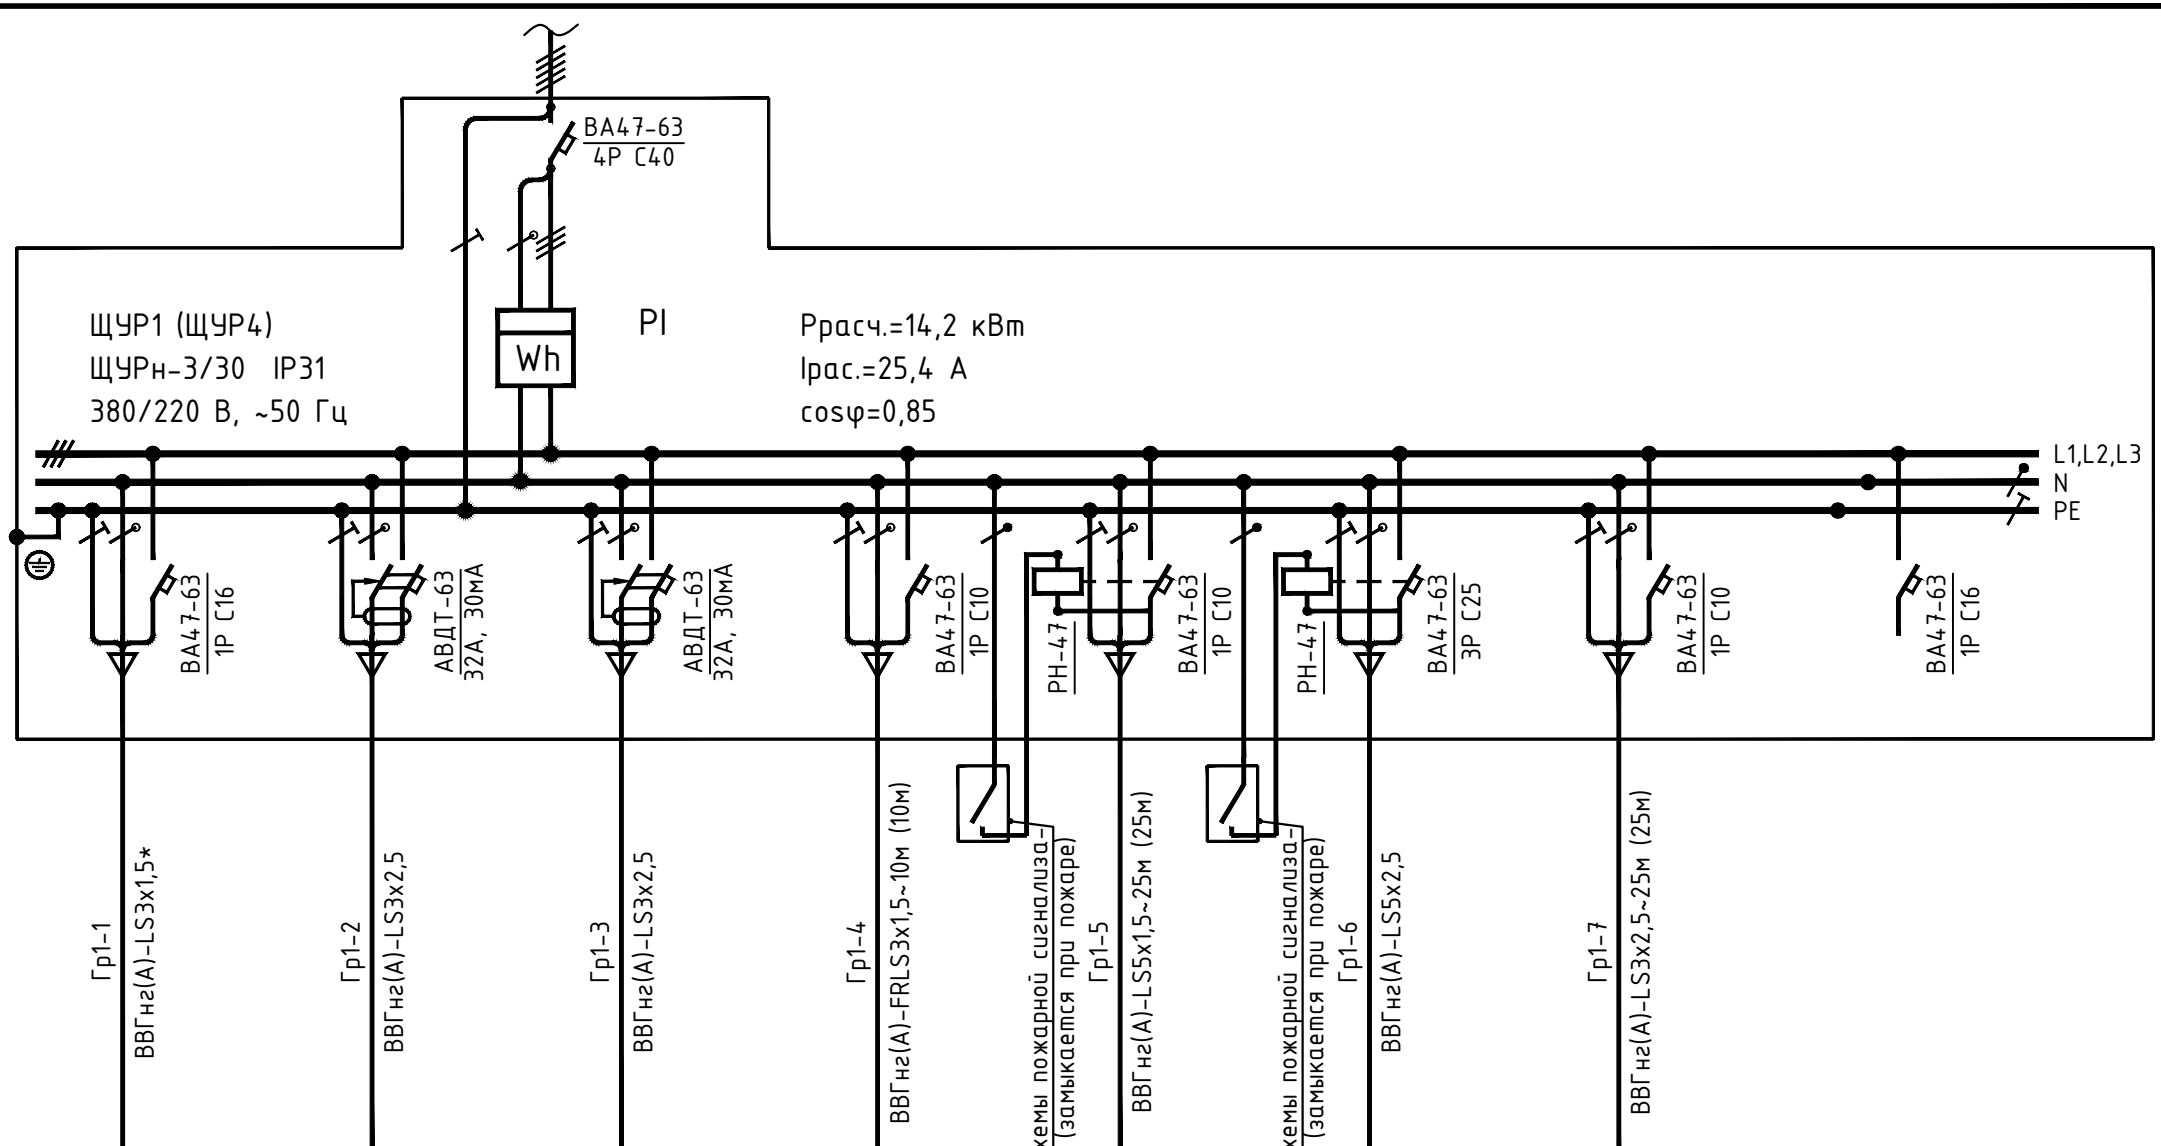 ВА47-63
4Р С40
ЩУР1 (ЩУР4)
ЩУРн-3/30 IP31
380/220 В, ~50 Гц
Wh
PI
Ррасч.=14,2 кВт
Iрас.=25,4 А
cosφ=0,85
L1,L2,L3
N
PE
ВА47-63
1Р С16
АВДТ-63
32А, 30мА
АВДТ-63
32А, 30мА
ВА47-63
1Р С10
РН-47
ВА47-63
1Р С10
РН-47
ВА47-63
3Р С25
ВА47-63
1Р С10
ВА47-63
1Р С16
Гр1-1
ВВГнг(А)-LS3х1,5*
Гр1-2
ВВГнг(А)-LS3х2,5
Гр1-3
ВВГнг(А)-LS3х2,5
Гр1-4
ВВГнг(А)-FRLS3х1,5~10м (10м)
хемы пожарной сигнализа-
(замыкается при пожаре)
Гр1-5
ВВГнг(А)-LS5х1,5~25м (25м)
хемы пожарной сигнализа-
(замыкается при пожаре)
Гр1-6
ВВГнг(А)-LS5х2,5
Гр1-7
ВВГнг(А)-LS3х2,5~25м (25м)